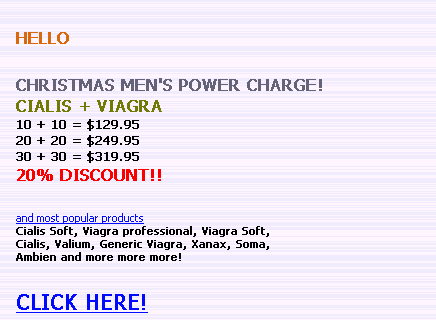 HELLO
CHRISTMAS MEN'S POWER CHARGE!
CIALIS + VIAGRA
10 + 10 = $129.95
20 + 20 = $249.95
30 + 30 = $319.95
20% DISCOUNT!!
and most popular products
Cialis Soft, Viagra professional, Viagra Soft,
Cialis, Valium, Generic Viagra, Xanax, Soma,
Ambien and more more more!
CLICK HERE!